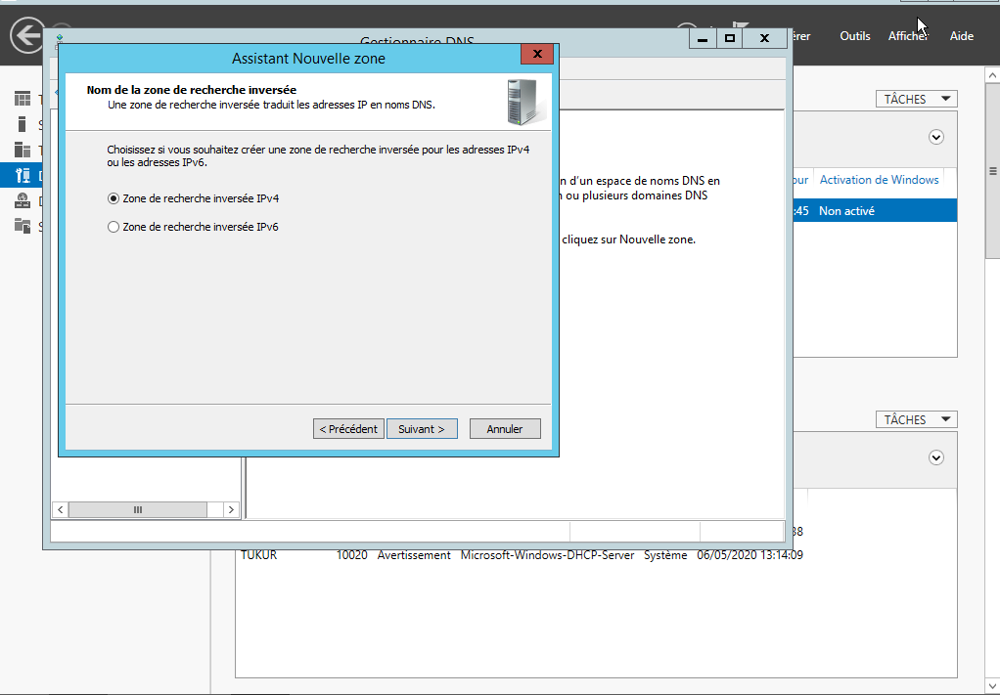 Gestionnaire DNS
Outils
Aide
Assistant Nouvelle zone
Nom de la zone de recherche inversée
Une zone de recherche inversée traduit les adresses IP en noms DNS.
Choisissez si vous souhaitez créer une zone de recherche inversée pour les adresses IPv4
ou les adresses IPv6.
Zone de recherche inversée IPv4
Zone de recherche inversée IPv6
< Précédent
Suivant >
Annuler
d'un espace de noms DNS en
ou plusieurs domaines DNS
cliquez sur Nouvelle zone.
TÂCHES
Activation de Windows
:45 Non activé
TÂCHES
38
TUKUR 10020 Avertissement Microsoft-Windows-DHCP-Server Système 06/05/2020 13:14:09